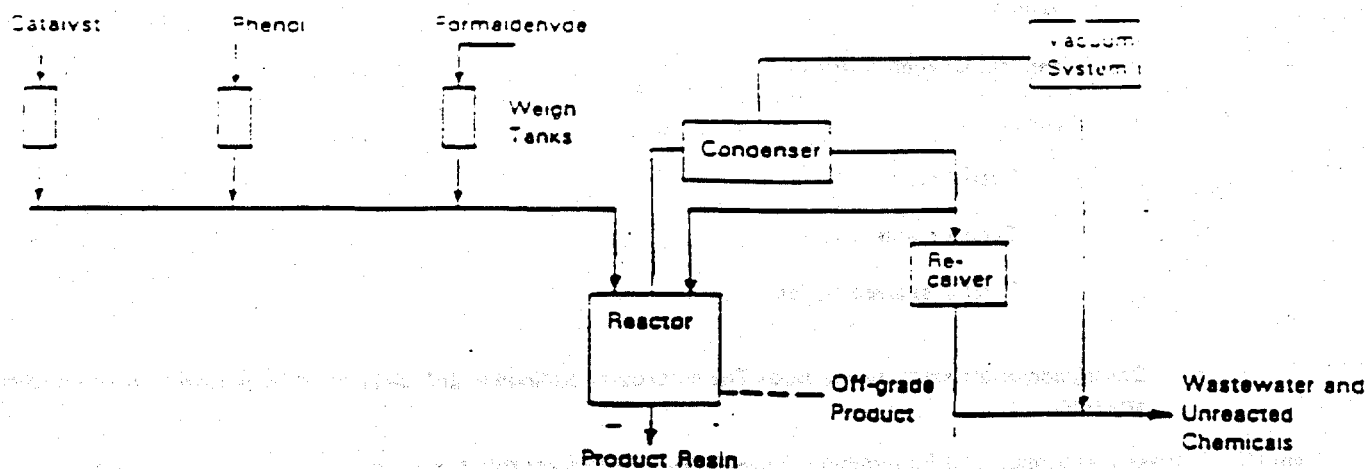 Catalyst
Phenol
Formaldehyde
Vacuum
System
Weigh
Tanks
Condenser
Re-
ceiver
Reactor
Off-grade
Product
Wastewater and
Unreacted
Chemicals
Product Resin